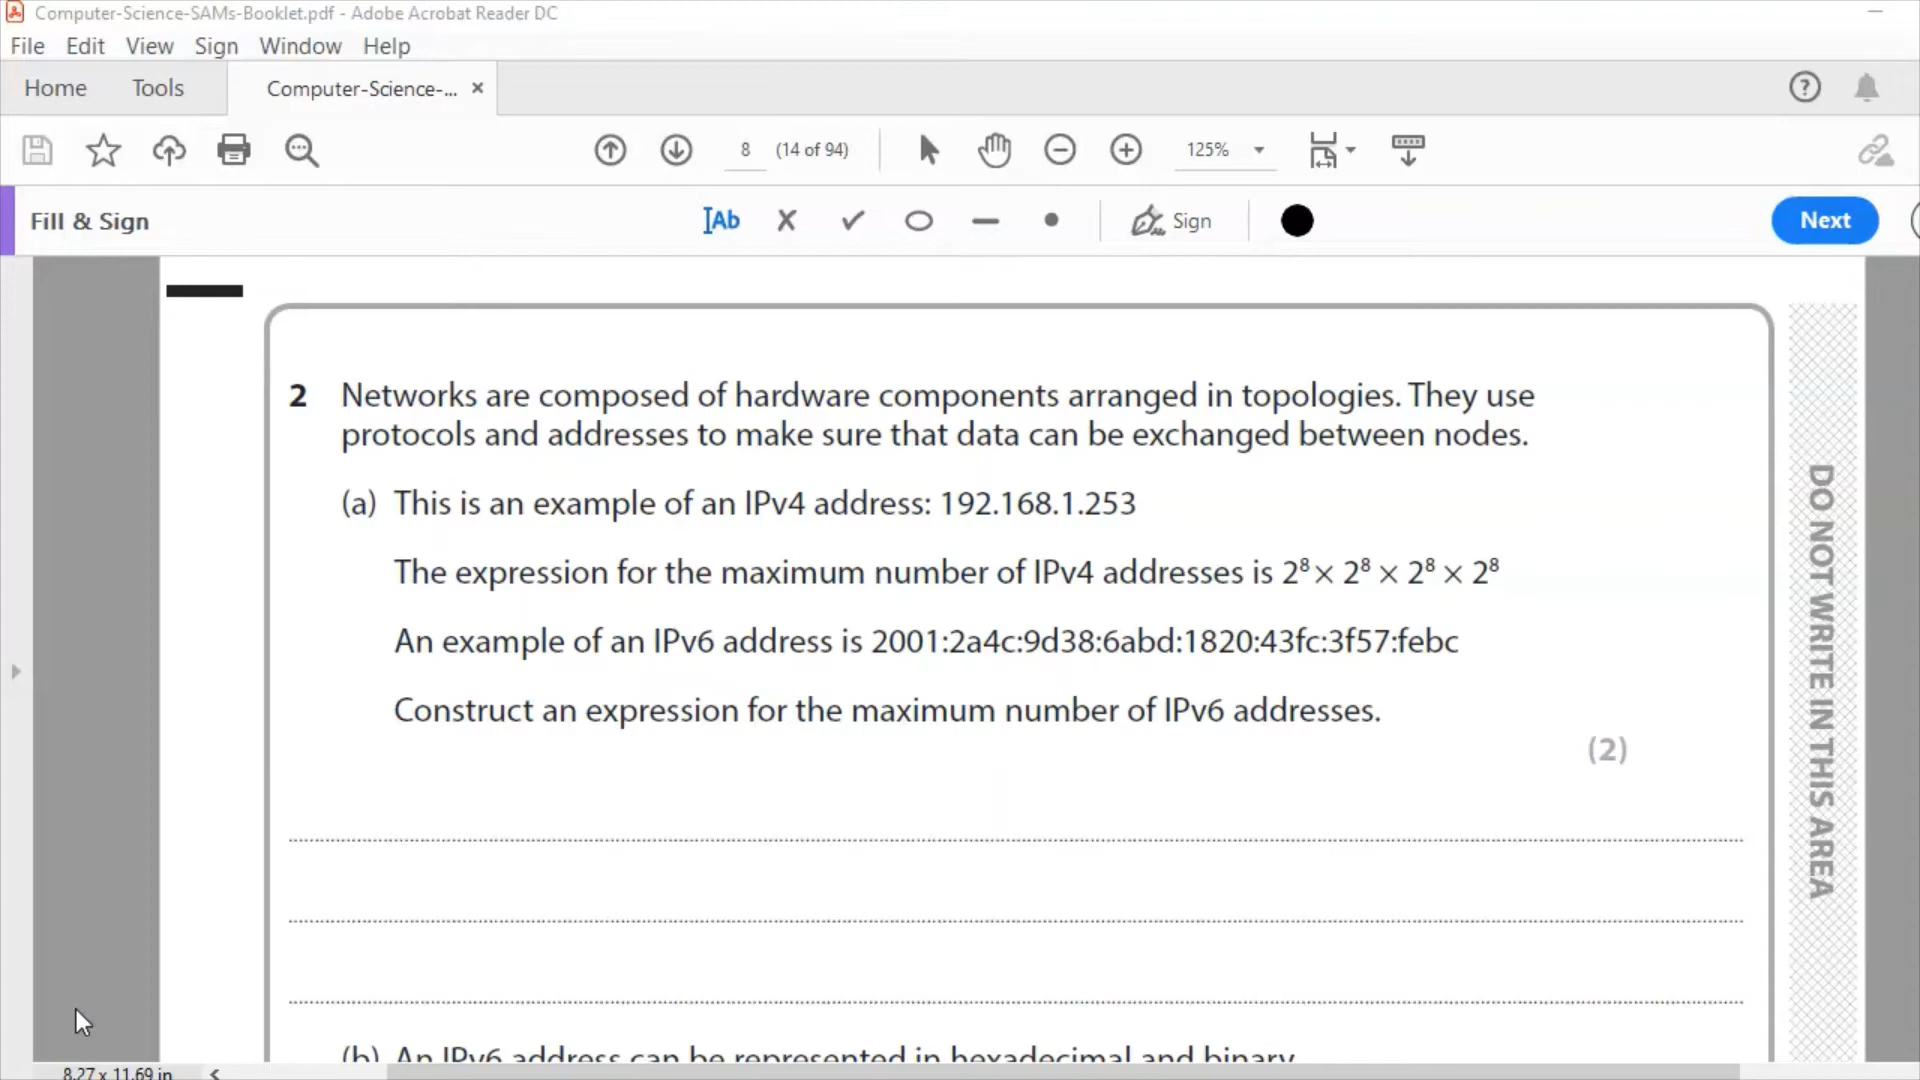 Computer-Science-SAMs-Booklet.pdf - Adobe Acrobat Reader DC
File Edit View Sign Window Help
Home Tools Computer-Science-... ×
8 (14 of 94) 125%
Fill & Sign Ab Sign Next
2 Networks are composed of hardware components arranged in topologies. They use
protocols and addresses to make sure that data can be exchanged between nodes.
(a) This is an example of an IPv4 address: 192.168.1.253
The expression for the maximum number of IPv4 addresses is 2⁸ × 2⁸ × 2⁸ × 2⁸
An example of an IPv6 address is 2001:2a4c:9d38:6abd:1820:43fc:3f57:febc
Construct an expression for the maximum number of IPv6 addresses.
(2)
(b) An IPv6 address can be represented in hexadecimal and binary.
DO NOT WRITE IN THIS AREA
8.27 x 11.69 in